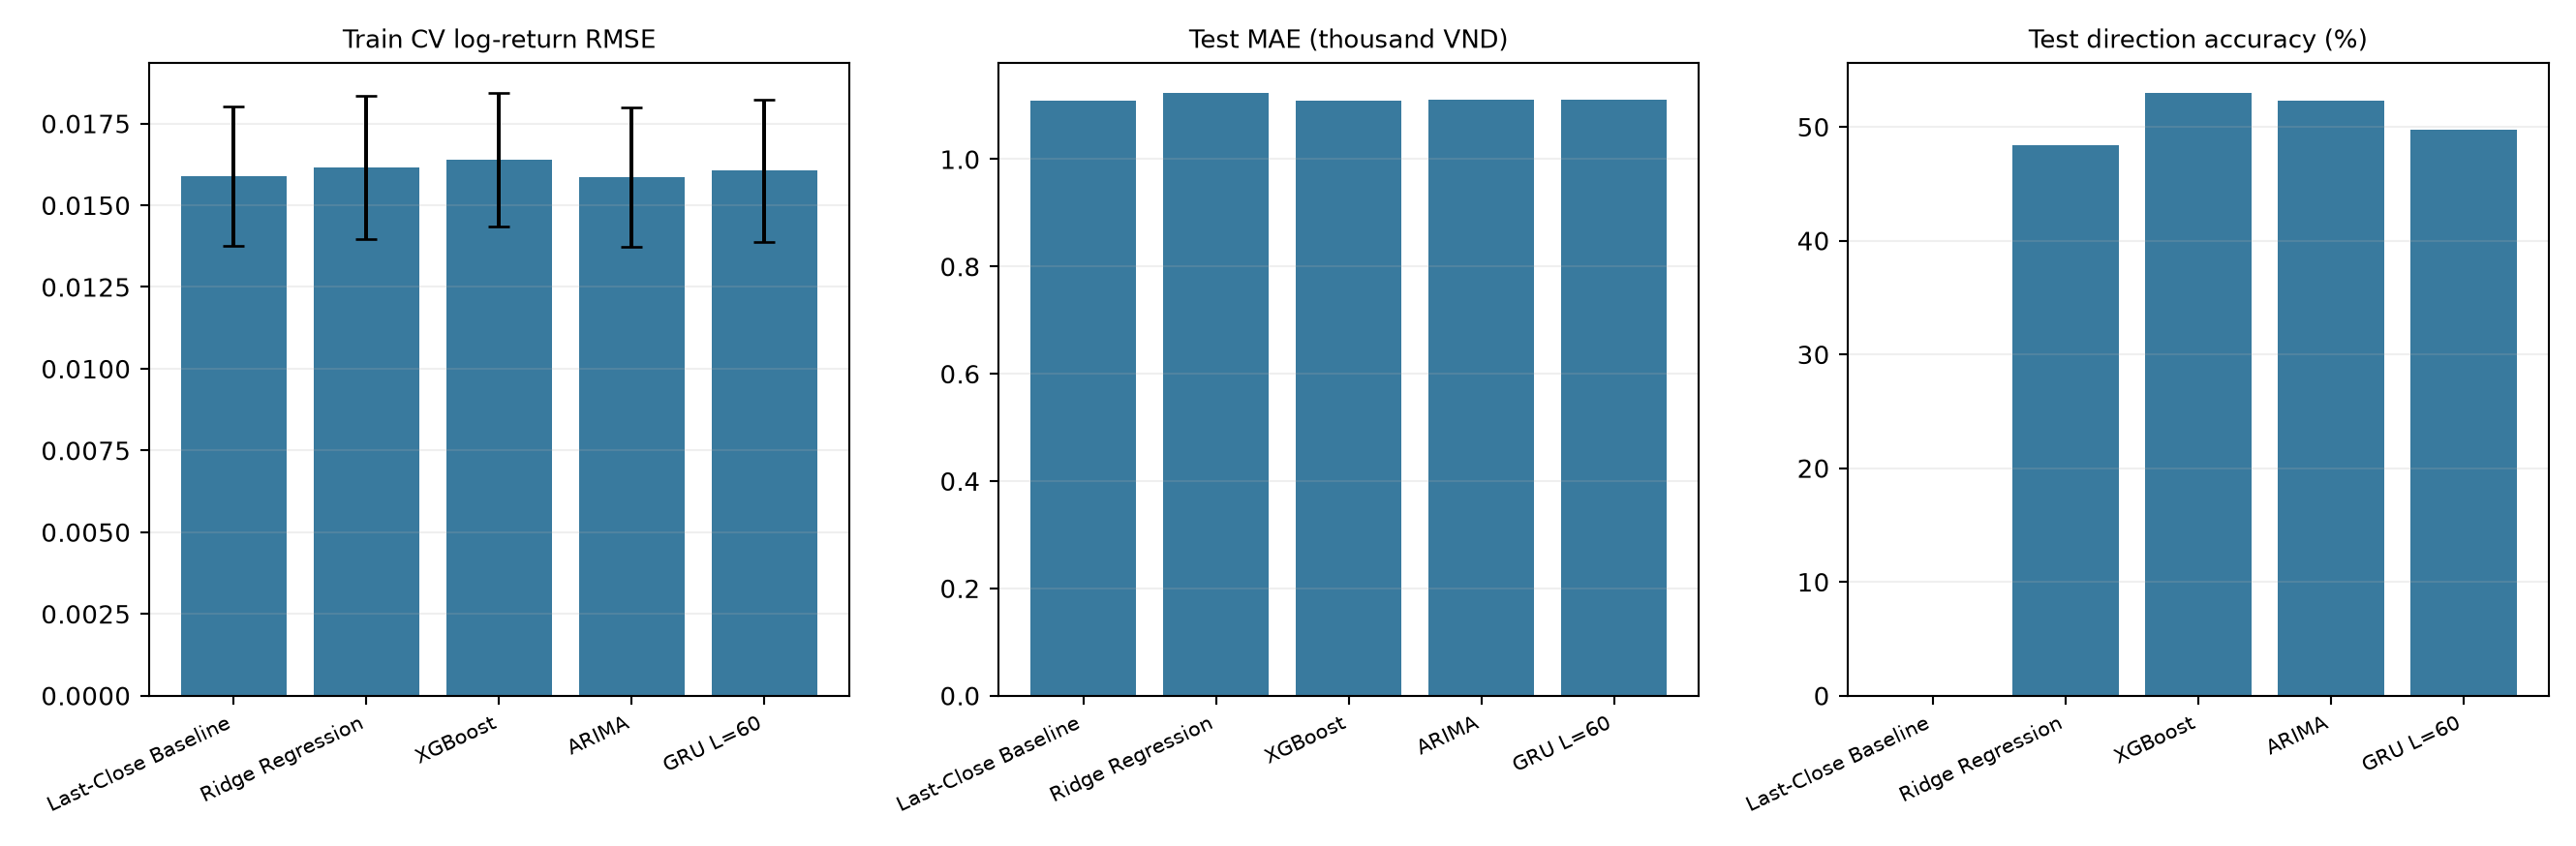 Train CV log-return RMSE
0.0175
0.0150
0.0125
0.0100
0.0075
0.0050
0.0025
0.0000
Last-Close Baseline
Ridge Regression
XGBoost
ARIMA
GRU L=60
Test MAE (thousand VND)
1.0
0.8
0.6
0.4
0.2
0.0
Last-Close Baseline
Ridge Regression
XGBoost
ARIMA
GRU L=60
Test direction accuracy (%)
50
40
30
20
10
0
Last-Close Baseline
Ridge Regression
XGBoost
ARIMA
GRU L=60